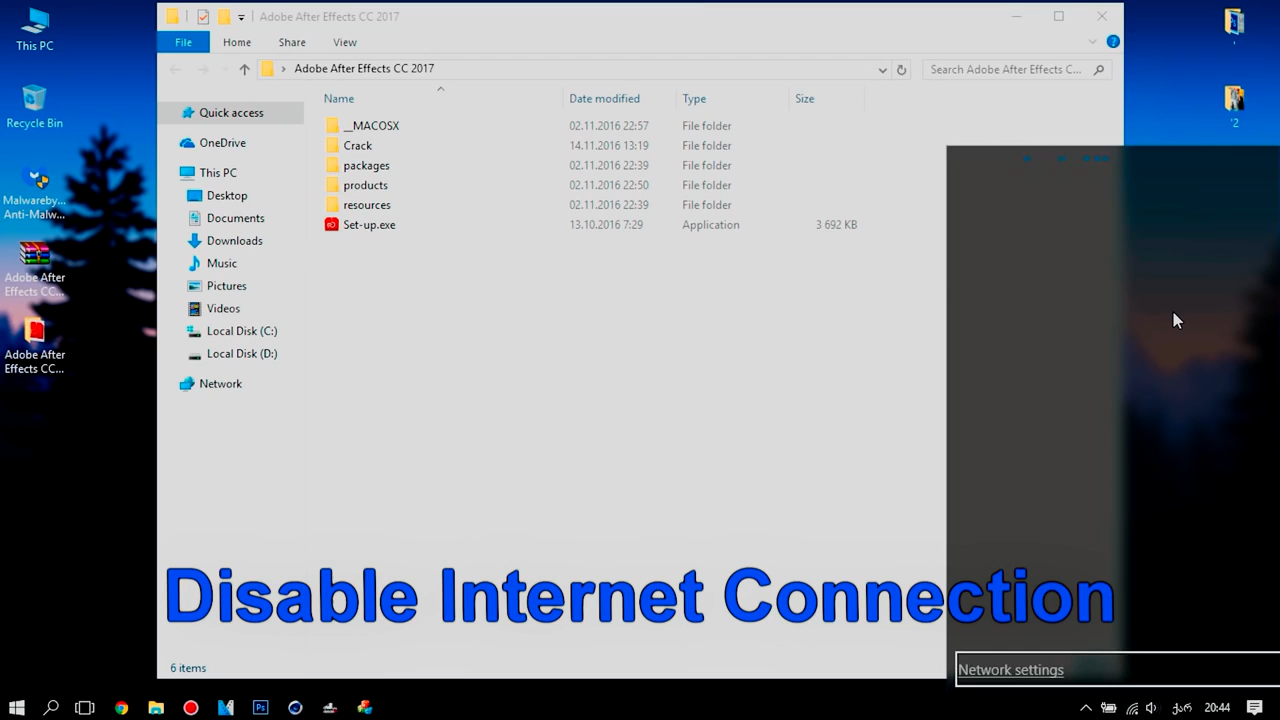 Adobe After Effects CC 2017
File
Home
Share
View
Adobe After Effects CC 2017
Search Adobe After Effects C...
Name
Date modified
Type
Size
Quick access
OneDrive
This PC
Desktop
Documents
Downloads
Music
Pictures
Videos
Local Disk (C:)
Local Disk (D:)
Network
__MACOSX 02.11.2016 22:57 File folder
Crack 14.11.2016 13:19 File folder
packages 02.11.2016 22:39 File folder
products 02.11.2016 22:50 File folder
resources 02.11.2016 22:39 File folder
Set-up.exe 13.10.2016 7:29 Application 3 692 KB
This PC
Recycle Bin
Malwareby...
Anti-Malw...
Adobe After
Effects CC...
Adobe After
Effects CC...
'
'2
Disable Internet Connection
6 items
Network settings
Ps
ქარ
20:44